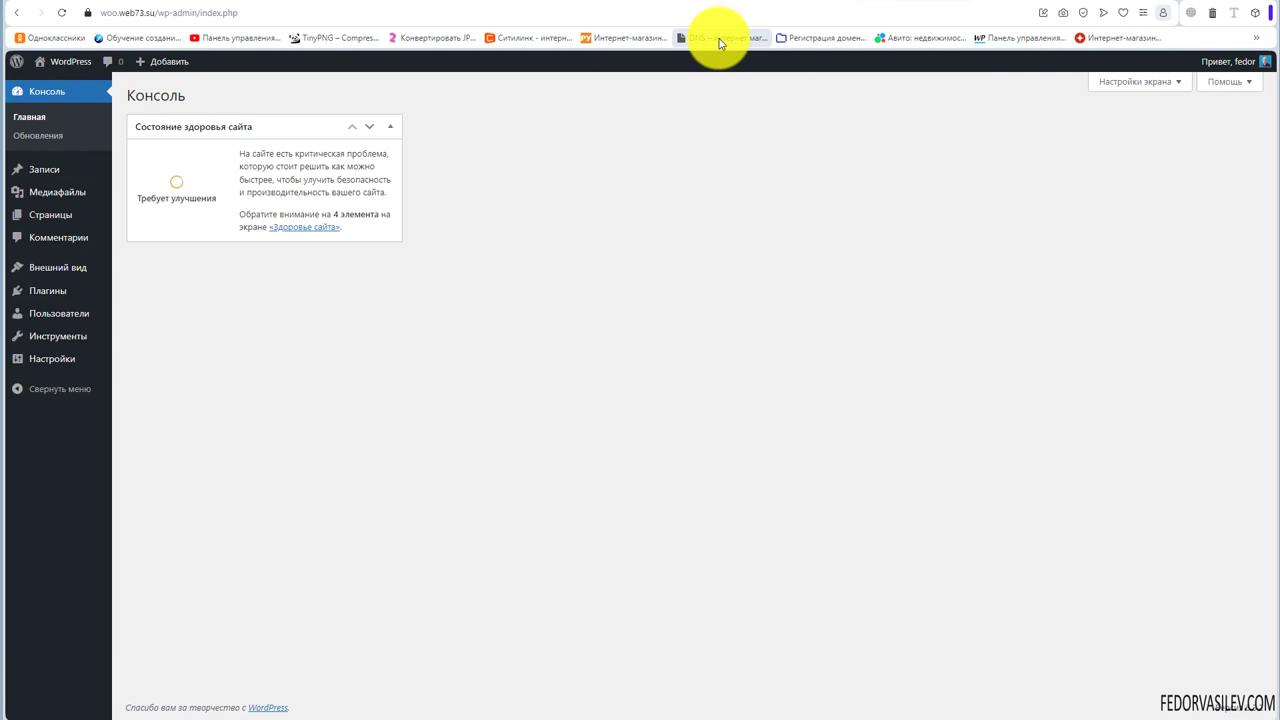 woo.web73.su/wp-admin/index.php
Одноклассники Обучение создани... Панель управления... TinyPNG – Compres... Конвертировать JP... Ситилинк - интерн... Интернет-магазин... DNS – интернет маг... Регистрация домен... Авито: недвижимос... Панель управления... Интернет-магазин...
WordPress 0 Добавить Привет, fedor
Консоль
Главная
Обновления
Записи
Медиафайлы
Страницы
Комментарии
Внешний вид
Плагины
Пользователи
Инструменты
Настройки
Свернуть меню
Настройки экрана Помощь
Консоль
Состояние здоровья сайта
Требует улучшения
На сайте есть критическая проблема,
которую стоит решить как можно
быстрее, чтобы улучить безопасность
и производительность вашего сайта.
Обратите внимание на 4 элемента на
экране «Здоровье сайта».
Спасибо вам за творчество с WordPress.
FEDORVASILEV.COM